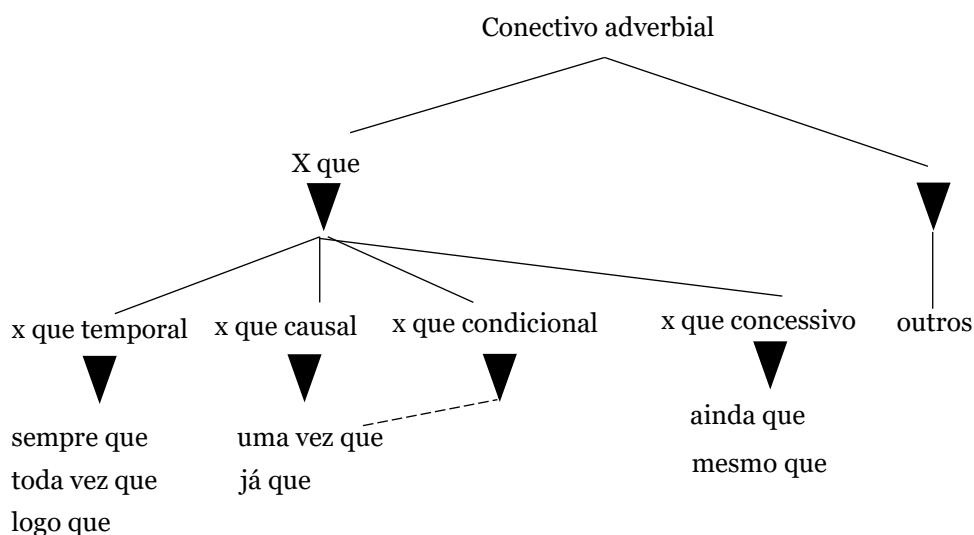 Conectivo adverbial
X que
x que temporal x que causal x que condicional x que concessivo outros
sempre que uma vez que ainda que
toda vez que já que mesmo que
logo que